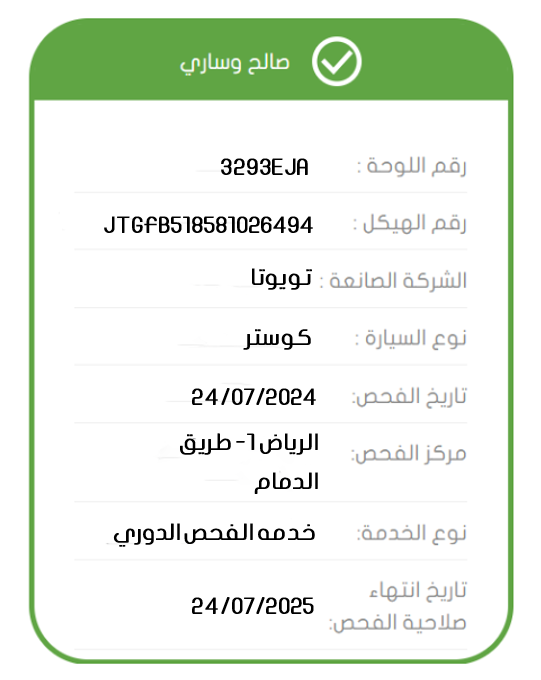 صالح وساري
رقم اللوحة : 3293EJA
رقم الهيكل : JTGFB518581026494
الشركة الصانعة : تويوتا
نوع السيارة : كوستر
تاريخ الفحص: 24/07/2024
مركز الفحص: الرياض 1- طريق
الدمام
نوع الخدمة: خدمه الفحص الدوري
تاريخ انتهاء
صلاحية الفحص: 24/07/2025